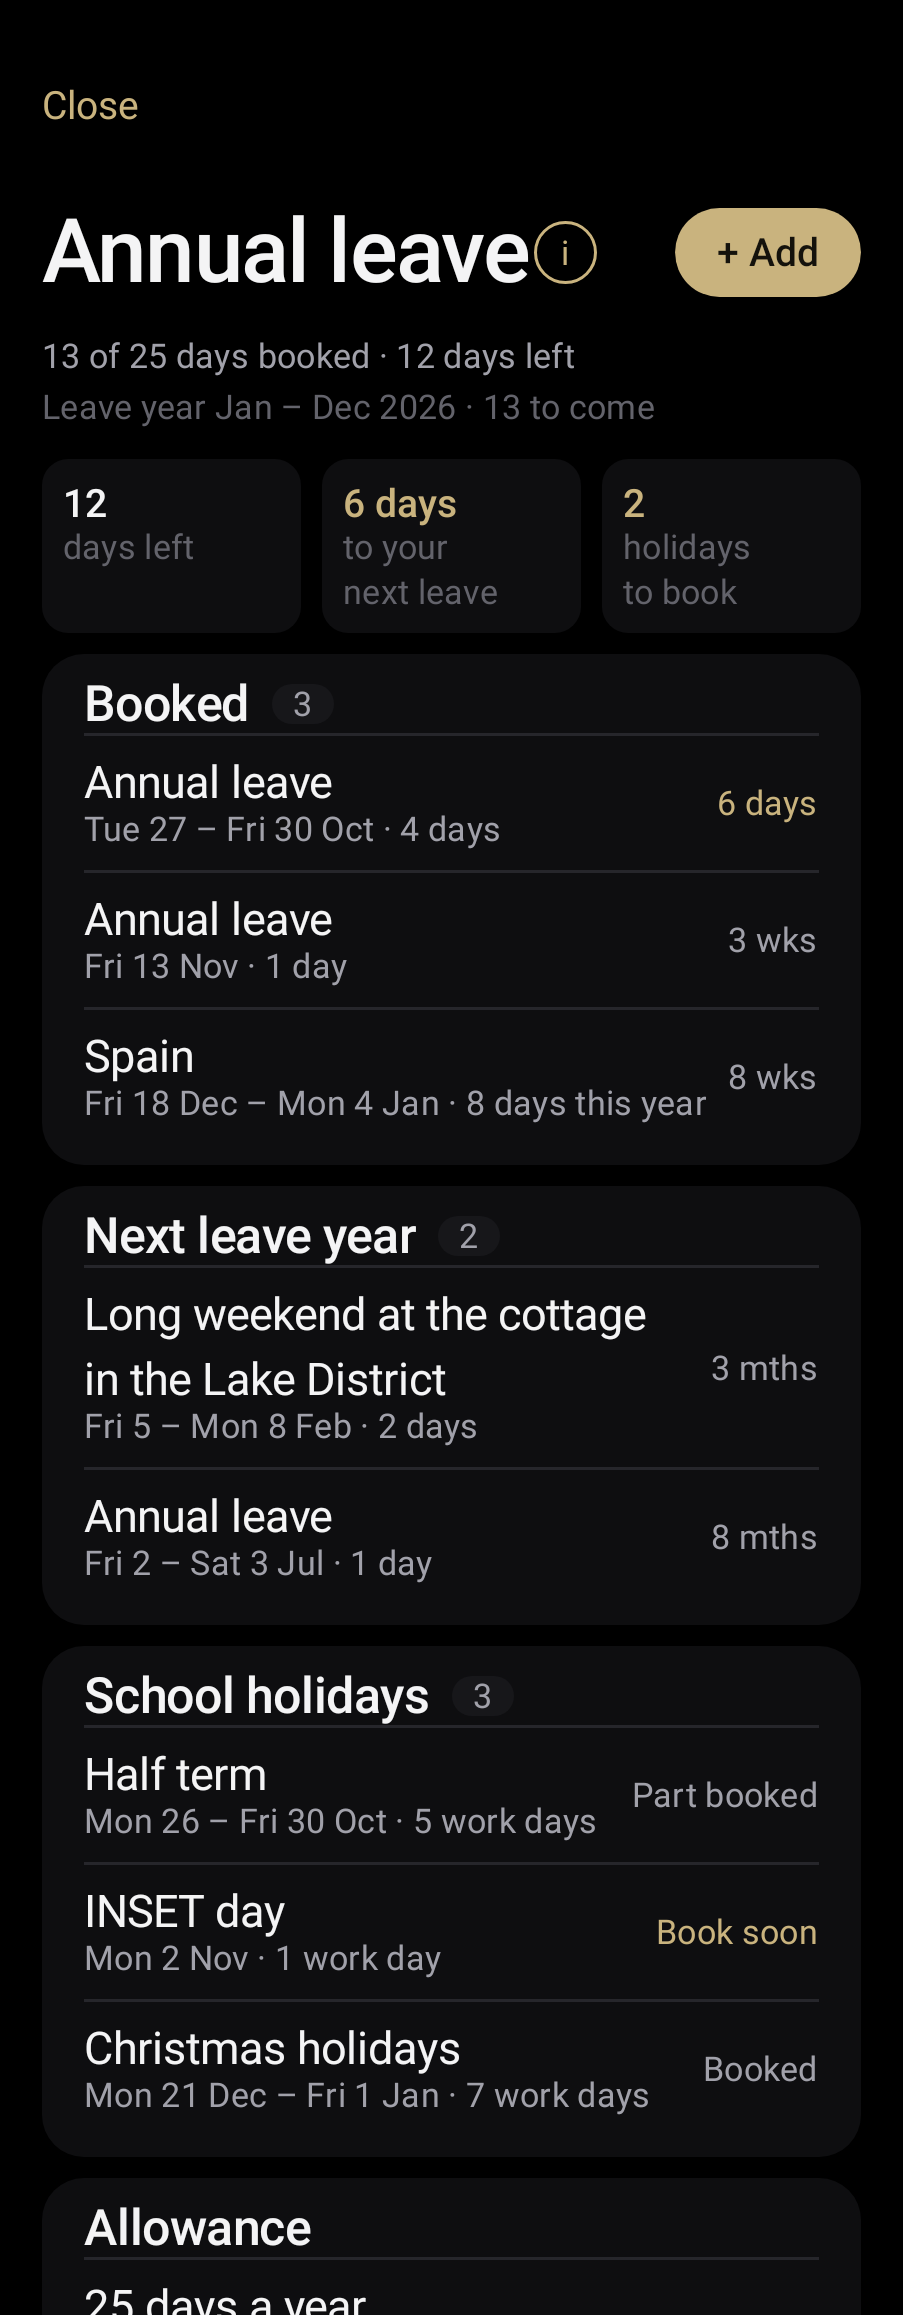 Close
Annual leave i
+ Add
13 of 25 days booked · 12 days left
Leave year Jan – Dec 2026 · 13 to come
12
days left
6 days
to your
next leave
2
holidays
to book
Booked 3
Annual leave
Tue 27 – Fri 30 Oct · 4 days
6 days
Annual leave
Fri 13 Nov · 1 day
3 wks
Spain
Fri 18 Dec – Mon 4 Jan · 8 days this year
8 wks
Next leave year 2
Long weekend at the cottage
in the Lake District
Fri 5 – Mon 8 Feb · 2 days
3 mths
Annual leave
Fri 2 – Sat 3 Jul · 1 day
8 mths
School holidays 3
Half term
Mon 26 – Fri 30 Oct · 5 work days
Part booked
INSET day
Mon 2 Nov · 1 work day
Book soon
Christmas holidays
Mon 21 Dec – Fri 1 Jan · 7 work days
Booked
Allowance
25 days a year